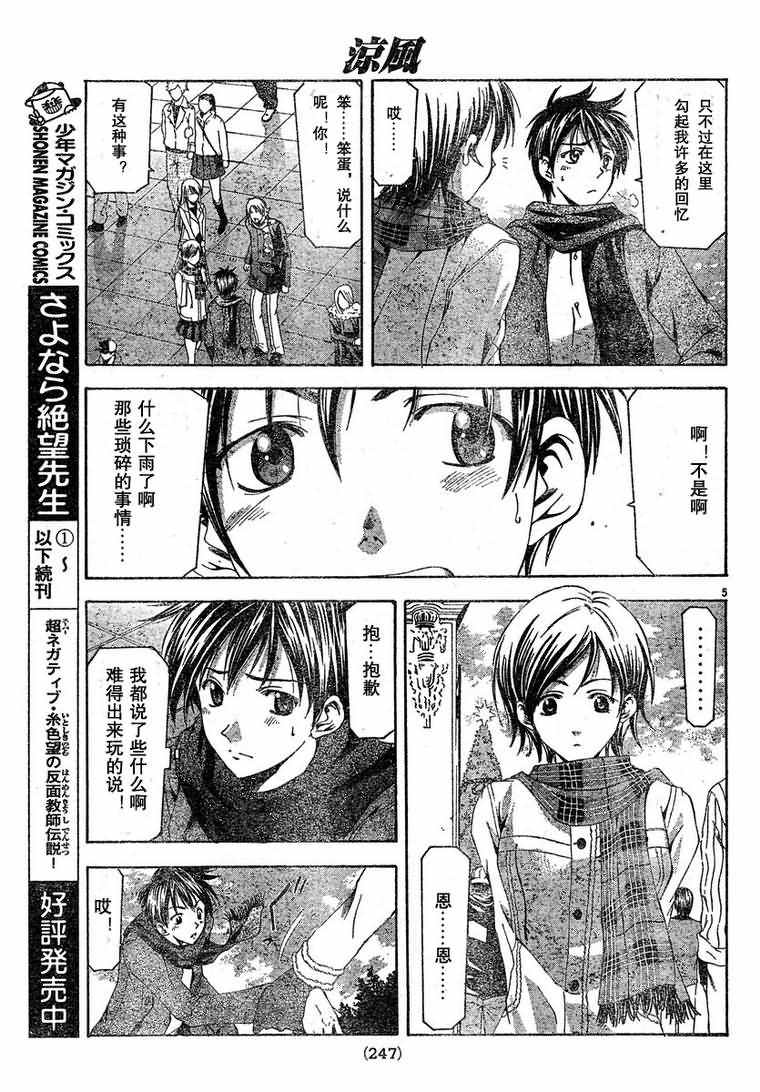 涼風
只不过在这里
勾起我许多的回忆
哎……
笨……笨蛋，说什么
呢！你！
有这种事？
啊！不是啊
什么下雨了啊
那些琐碎的事情……
5
………
恩……恩……
抱…抱歉
我都说了些什么啊
难得出来玩的说！
哎！
少年マガジン・コミックス
SHONEN MAGAZINE COMICS
さよなら絶望先生
①～
以下続刊
超ネガティブ・糸色望の反面教師伝説！
好評発売中
(247)